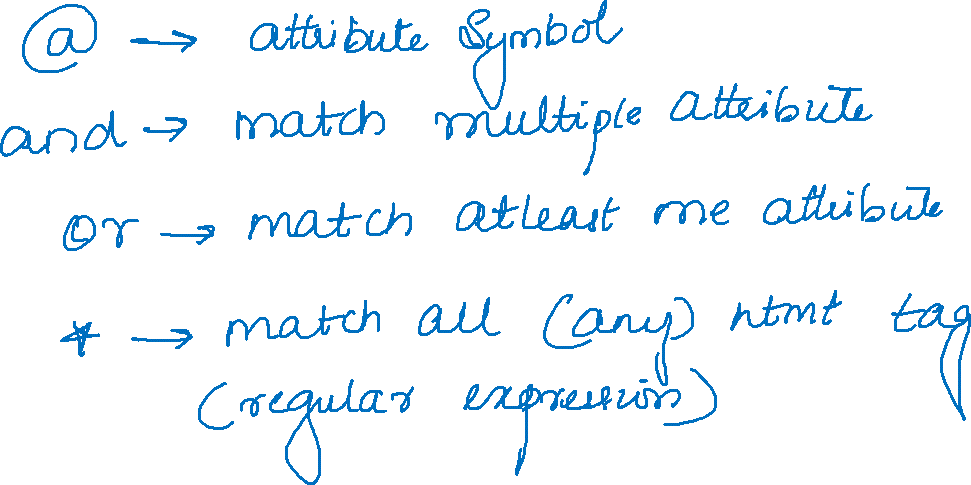 @ → attribute Symbol
and → match multiple attribute
or → match atleast one attribute
* → match all (any) html tag
(regular expression)